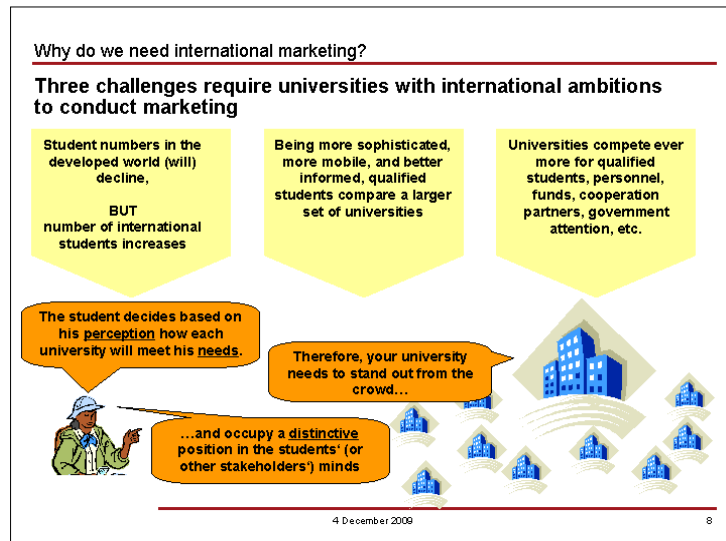 Why do we need international marketing?
Three challenges require universities with international ambitions
to conduct marketing
Student numbers in the
developed world (will)
decline,
BUT
number of international
students increases
Being more sophisticated,
more mobile, and better
informed, qualified
students compare a larger
set of universities
Universities compete ever
more for qualified
students, personnel,
funds, cooperation
partners, government
attention, etc.
The student decides based on
his perception how each
university will meet his needs.
Therefore, your university
needs to stand out from the
crowd…
…and occupy a distinctive
position in the students‘ (or
other stakeholders‘) minds
4 December 2009
8